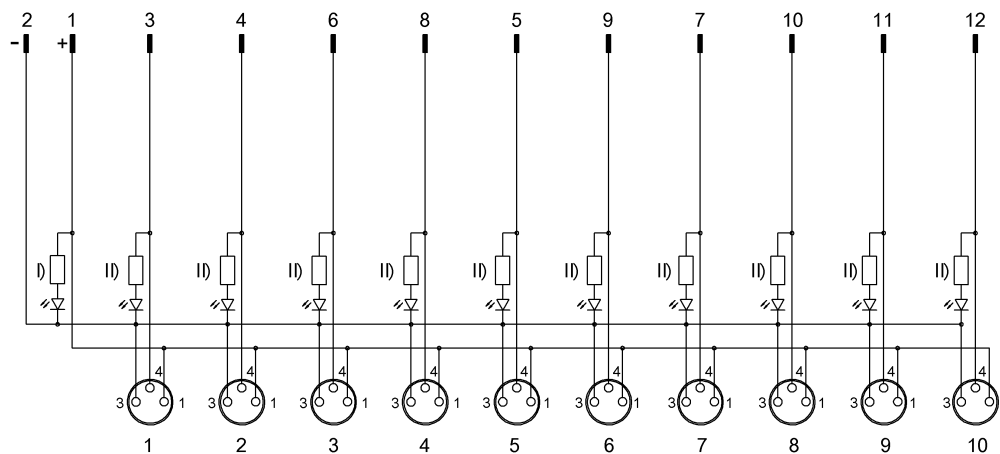 2 1 3 4 6 8 5 9 7 10 11 12
- +
I) II) II) II) II) II) II) II) II) II) II)
4 4 4 4 4 4 4 4 4 4
3 1 3 1 3 1 3 1 3 1 3 1 3 1 3 1 3 1 3 1
1 2 3 4 5 6 7 8 9 10